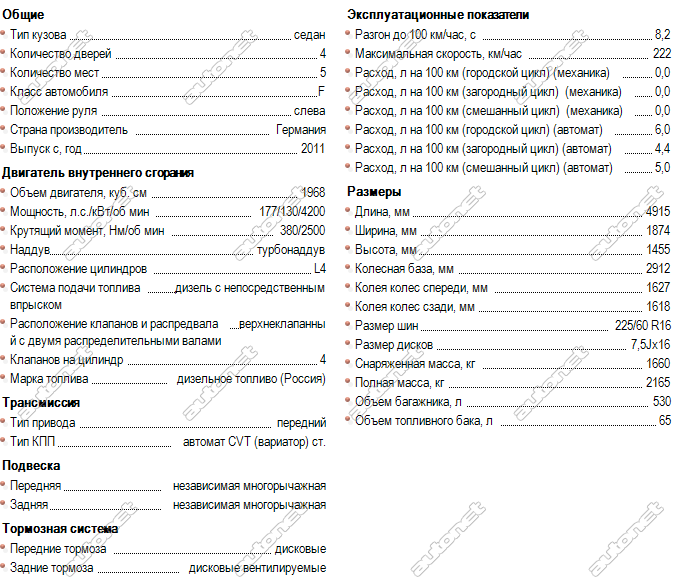 Общие
Тип кузова седан
Количество дверей 4
Количество мест 5
Класс автомобиля F
Положение руля слева
Страна производитель Германия
Выпуск с, год 2011
Двигатель внутреннего сгорания
Объем двигателя, куб. см 1968
Мощность, л.с./кВт/об мин 177/130/4200
Крутящий момент, Нм/об мин 380/2500
Наддув турбонаддув
Расположение цилиндров L4
Система подачи топлива дизель с непосредственным
впрыском
Расположение клапанов и распредвала верхнеклапанны
й с двумя распределительными валами
Клапанов на цилиндр 4
Марка топлива дизельное топливо (Россия)
Трансмиссия
Тип привода передний
Тип КПП автомат CVT (вариатор) ст.
Подвеска
Передняя независимая многорычажная
Задняя независимая многорычажная
Тормозная система
Передние тормоза дисковые
Задние тормоза дисковые вентилируемые
Эксплуатационные показатели
Разгон до 100 км/час, с 8,2
Максимальная скорость, км/час 222
Расход, л на 100 км (городской цикл) (механика) 0,0
Расход, л на 100 км (загородный цикл) (механика) 0,0
Расход, л на 100 км (смешанный цикл) (механика) 0,0
Расход, л на 100 км (городской цикл) (автомат) 6,0
Расход, л на 100 км (загородный цикл) (автомат) 4,4
Расход, л на 100 км (смешанный цикл) (автомат) 5,0
Размеры
Длина, мм 4915
Ширина, мм 1874
Высота, мм 1455
Колесная база, мм 2912
Колея колес спереди, мм 1627
Колея колес сзади, мм 1618
Размер шин 225/60 R16
Размер дисков 7,5Jx16
Снаряженная масса, кг 1660
Полная масса, кг 2165
Объем багажника, л 530
Объем топливного бака, л 65
autonet